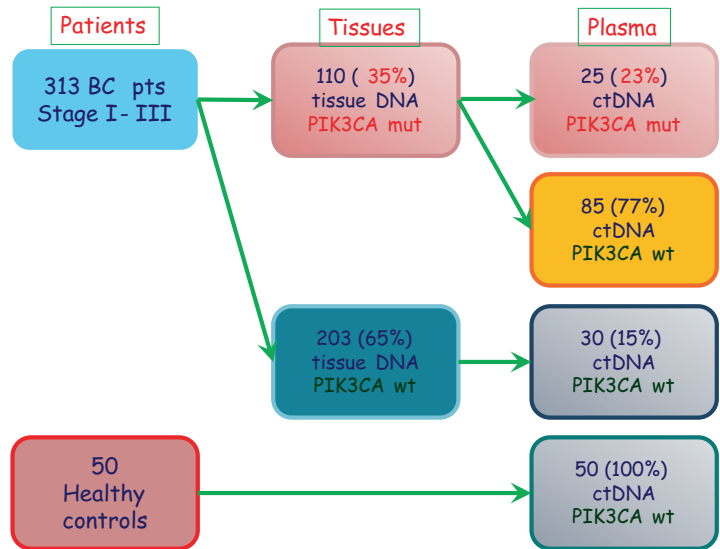 Patients
Tissues
Plasma
313 BC pts
Stage I- III
110 ( 35%)
tissue DNA
PIK3CA mut
25 (23%)
ctDNA
PIK3CA mut
85 (77%)
ctDNA
PIK3CA wt
203 (65%)
tissue DNA
PIK3CA wt
30 (15%)
ctDNA
PIK3CA wt
50
Healthy
controls
50 (100%)
ctDNA
PIK3CA wt